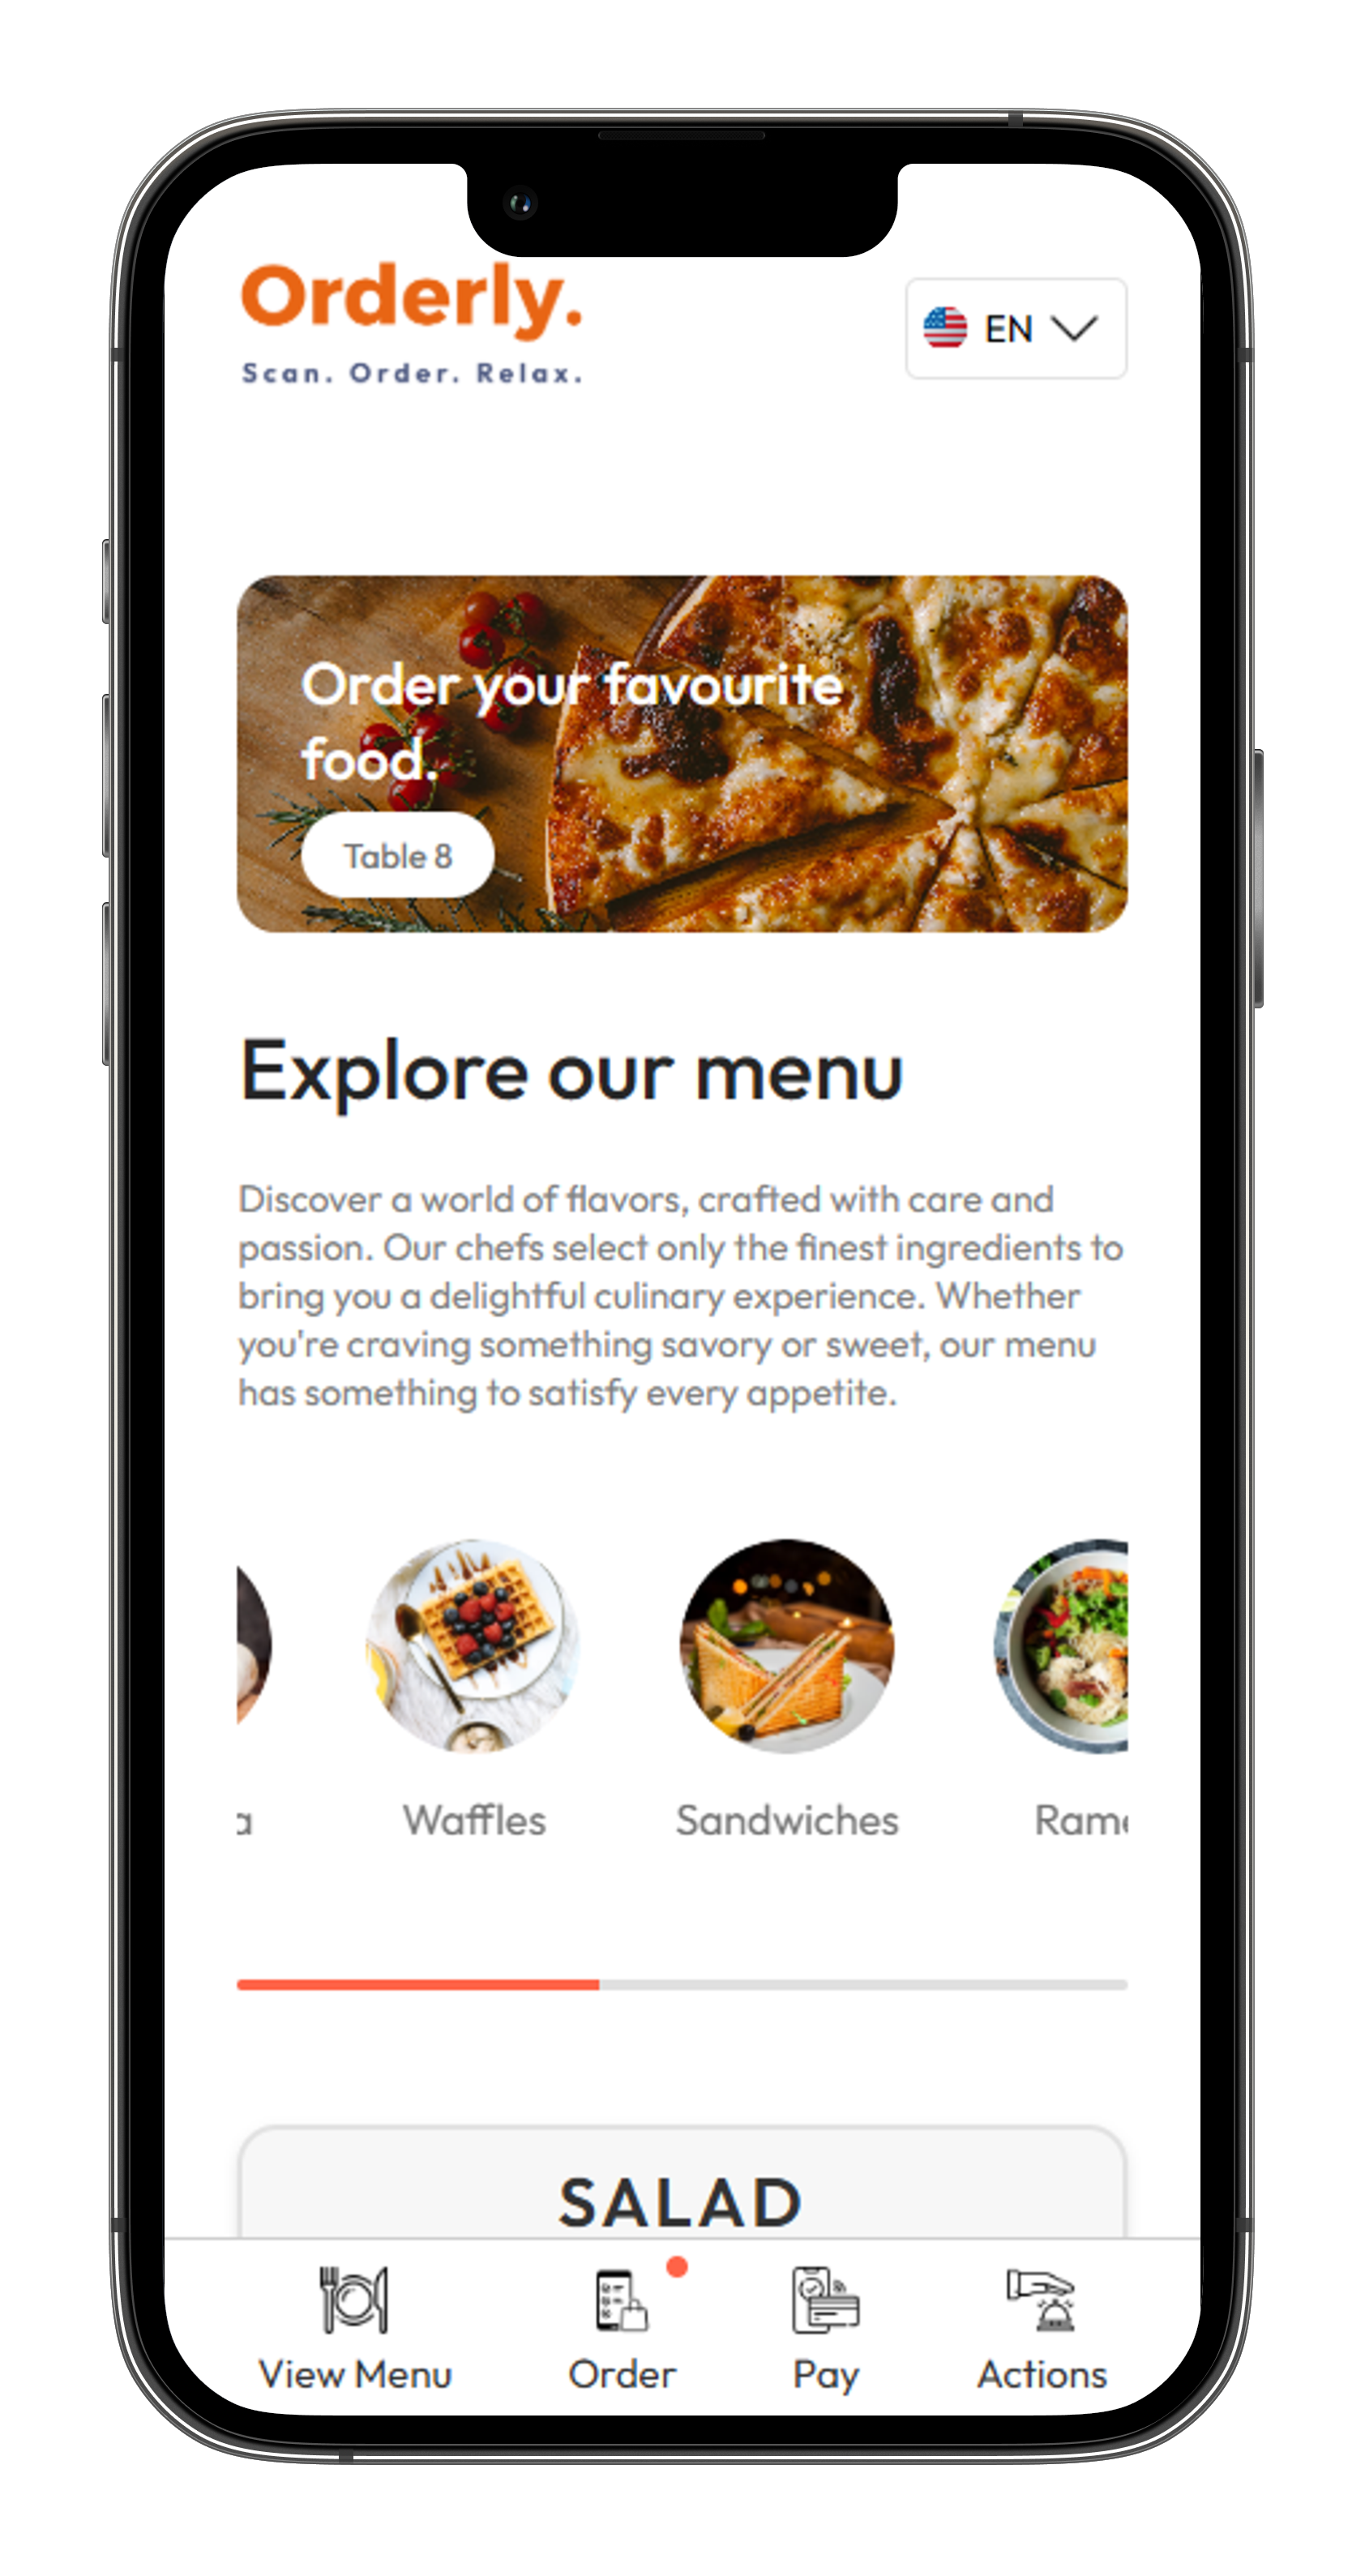 Orderly.
Scan. Order. Relax.
EN
Order your favourite
food.
Table 8
Explore our menu
Discover a world of flavors, crafted with care and
passion. Our chefs select only the finest ingredients to
bring you a delightful culinary experience. Whether
you're craving something savory or sweet, our menu
has something to satisfy every appetite.
Waffles
Sandwiches
SALAD
View Menu
Order
Pay
Actions